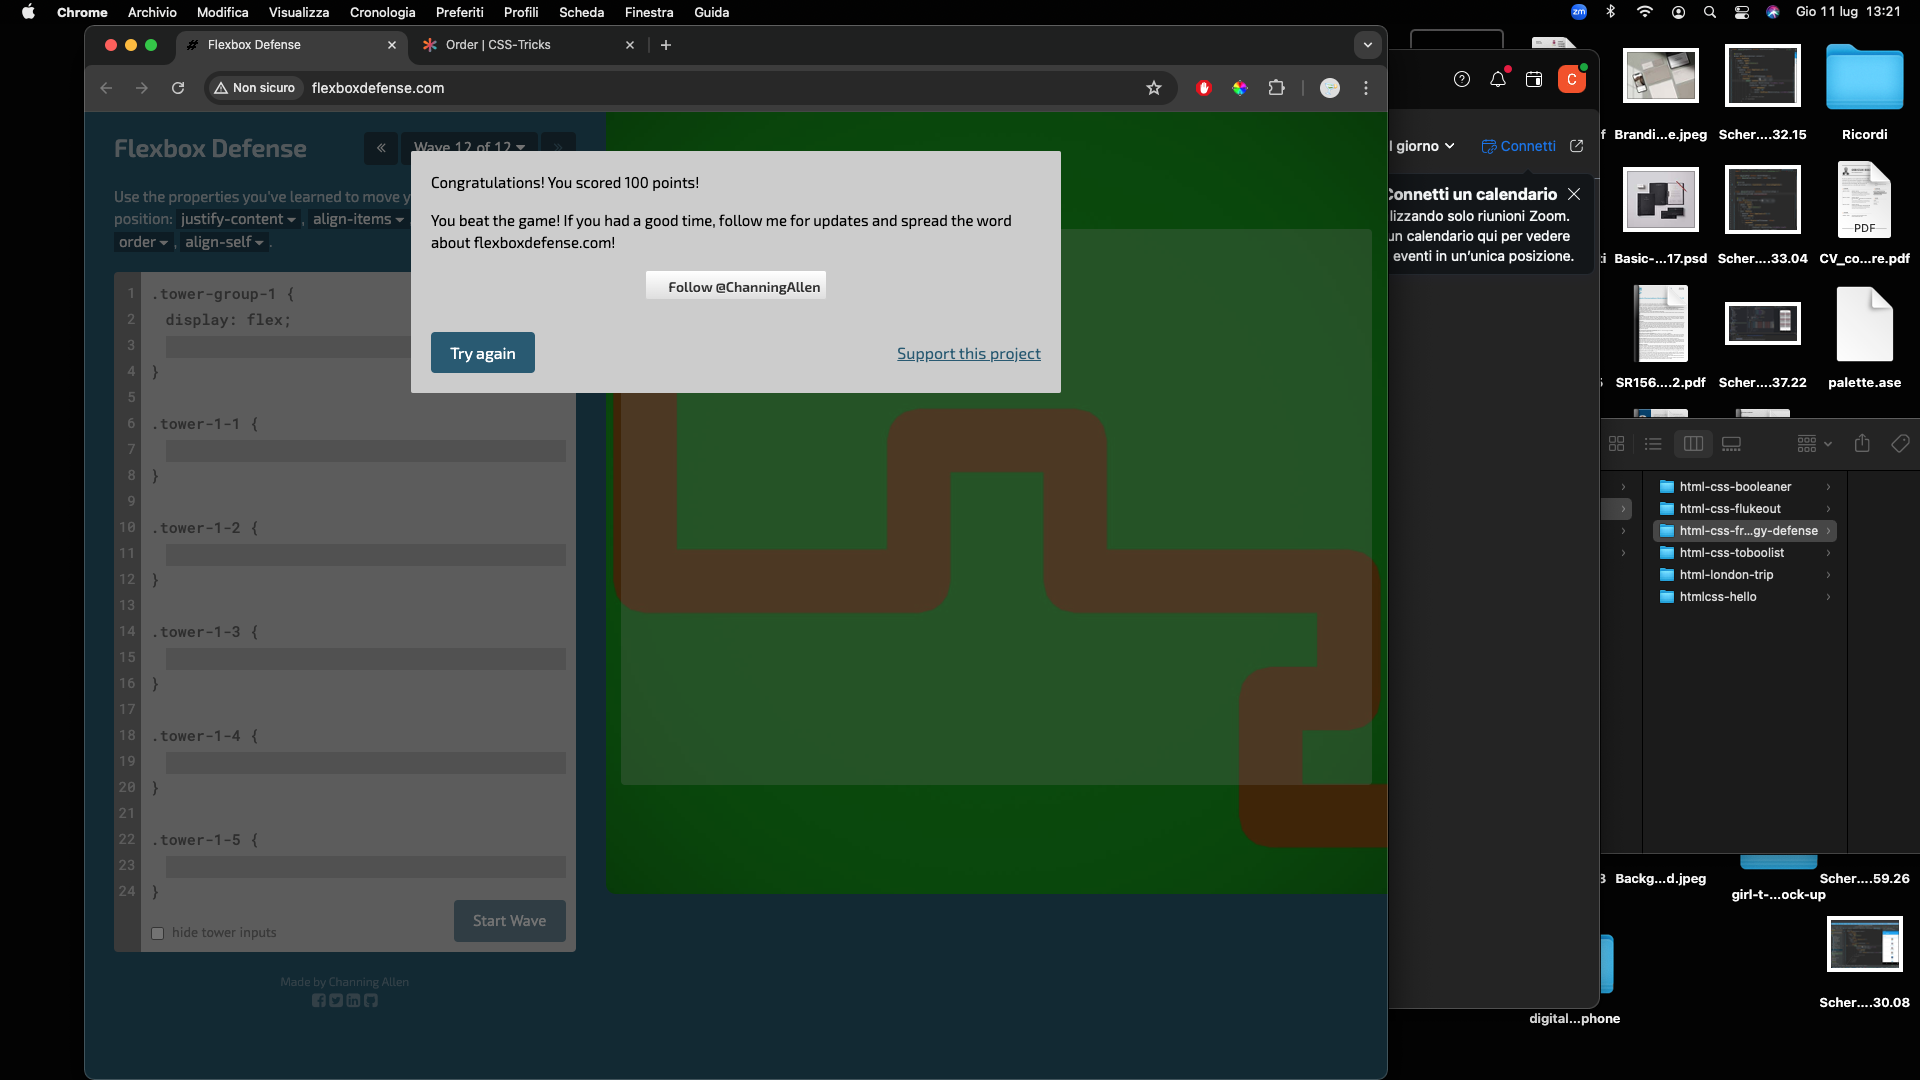 Chrome Archivio Modifica Visualizza Cronologia Preferiti Profili Scheda Finestra Guida
zm Gio 11 lug 13:21
Flexbox Defense
Order | CSS-Tricks
Non sicuro flexboxdefense.com
Flexbox Defense
« Wave 12 of 12 »
Use the properties you've learned to move y
position: justify-content , align-items ,
order , align-self .
Congratulations! You scored 100 points!
You beat the game! If you had a good time, follow me for updates and spread the word
about flexboxdefense.com!
Follow @ChanningAllen
Try again
Support this project
1 .tower-group-1 {
2 display: flex;
3
4 }
5
6 .tower-1-1 {
7
8 }
9
10 .tower-1-2 {
11
12 }
13
14 .tower-1-3 {
15
16 }
17
18 .tower-1-4 {
19
20 }
21
22 .tower-1-5 {
23
24 }
hide tower inputs
Start Wave
Made by Channing Allen
C
l giorno
Connetti
Connetti un calendario
lizzando solo riunioni Zoom.
un calendario qui per vedere
eventi in un'unica posizione.
f Brandi...e.jpeg Scher....32.15 Ricordi
PDF
ti Basic-...17.psd Scher....33.04 CV_co...re.pdf
SR156....2.pdf Scher....37.22 palette.ase
html-css-booleaner
html-css-flukeout
html-css-fr...gy-defense
html-css-toboolist
html-london-trip
htmlcss-hello
3 Backg...d.jpeg
girl-t-...ock-up
Scher....59.26
Scher....30.08
digital...phone